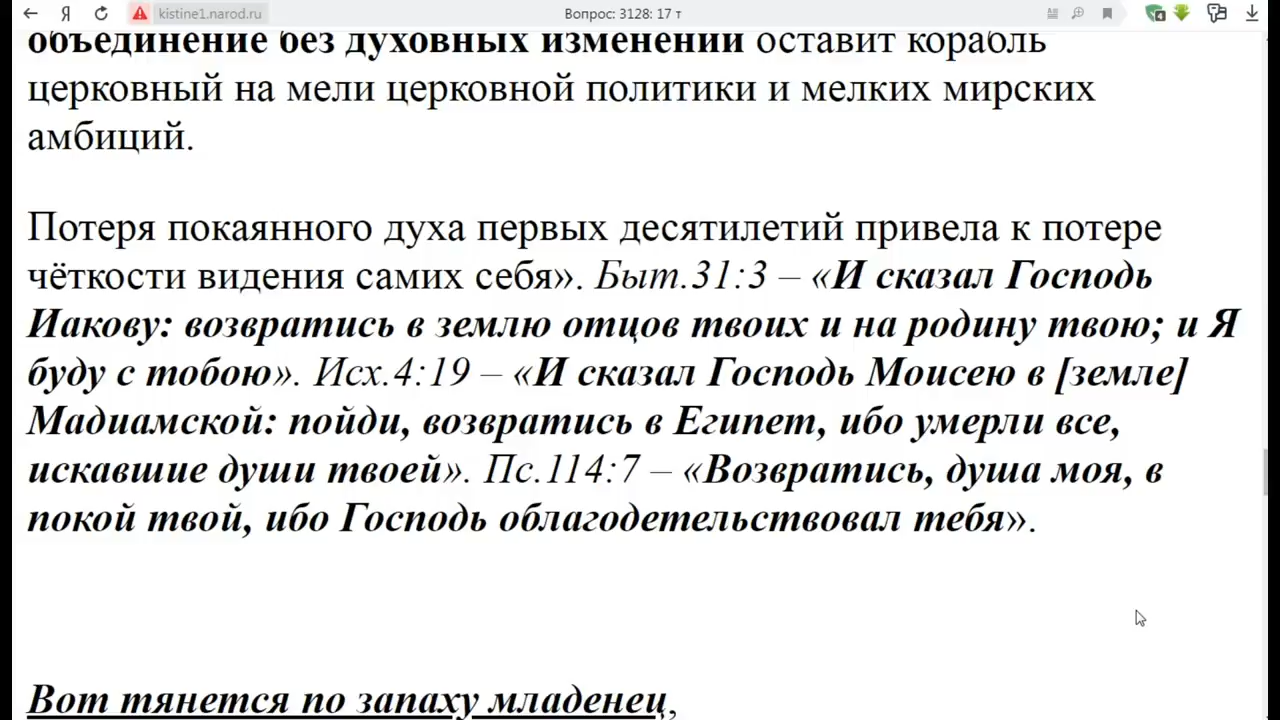 kistine1.narod.ru
Вопрос: 3128: 17 т
объединение без духовных изменений оставит корабль
церковный на мели церковной политики и мелких мирских
амбиций.
Потеря покаянного духа первых десятилетий привела к потере
чёткости видения самих себя». Быт.31:3 – «И сказал Господь
Иакову: возвратись в землю отцов твоих и на родину твою; и Я
буду с тобою». Исх.4:19 – «И сказал Господь Моисею в [земле]
Мадиамской: пойди, возвратись в Египет, ибо умерли все,
искавшие души твоей». Пс.114:7 – «Возвратись, душа моя, в
покой твой, ибо Господь облагодетельствовал тебя».
Вот тянется по запаху младенец,